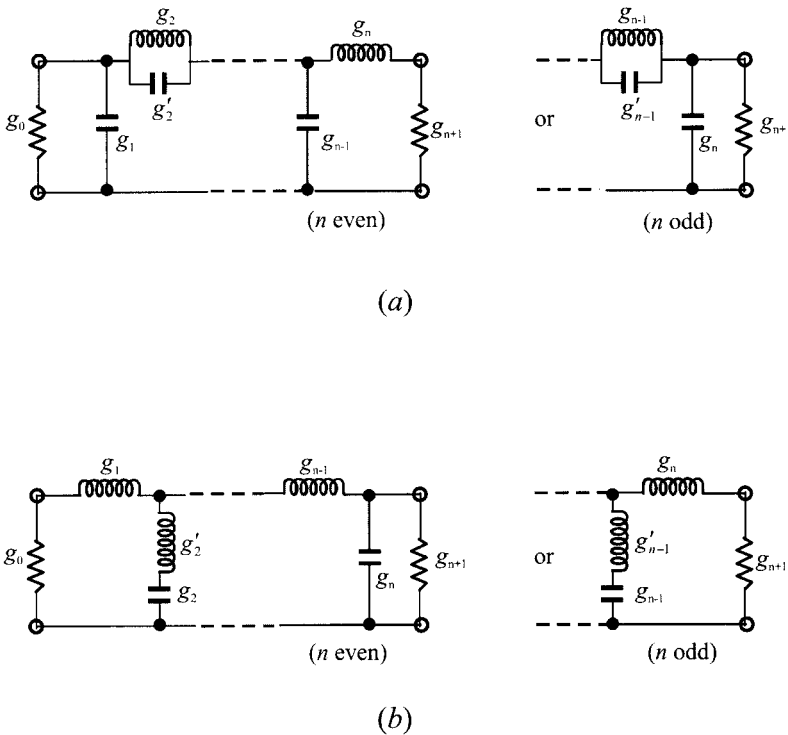 g₂
gₙ
gₙ₋₁
g₀
g₁
g′₂
gₙ₋₁
gₙ₊₁
or
g′ₙ₋₁
gₙ
gₙ₊
(n even)
(n odd)
(a)
g₁
gₙ₋₁
gₙ
g₀
g′₂
g₂
gₙ
gₙ₊₁
or
g′ₙ₋₁
gₙ₋₁
gₙ₊₁
(n even)
(n odd)
(b)